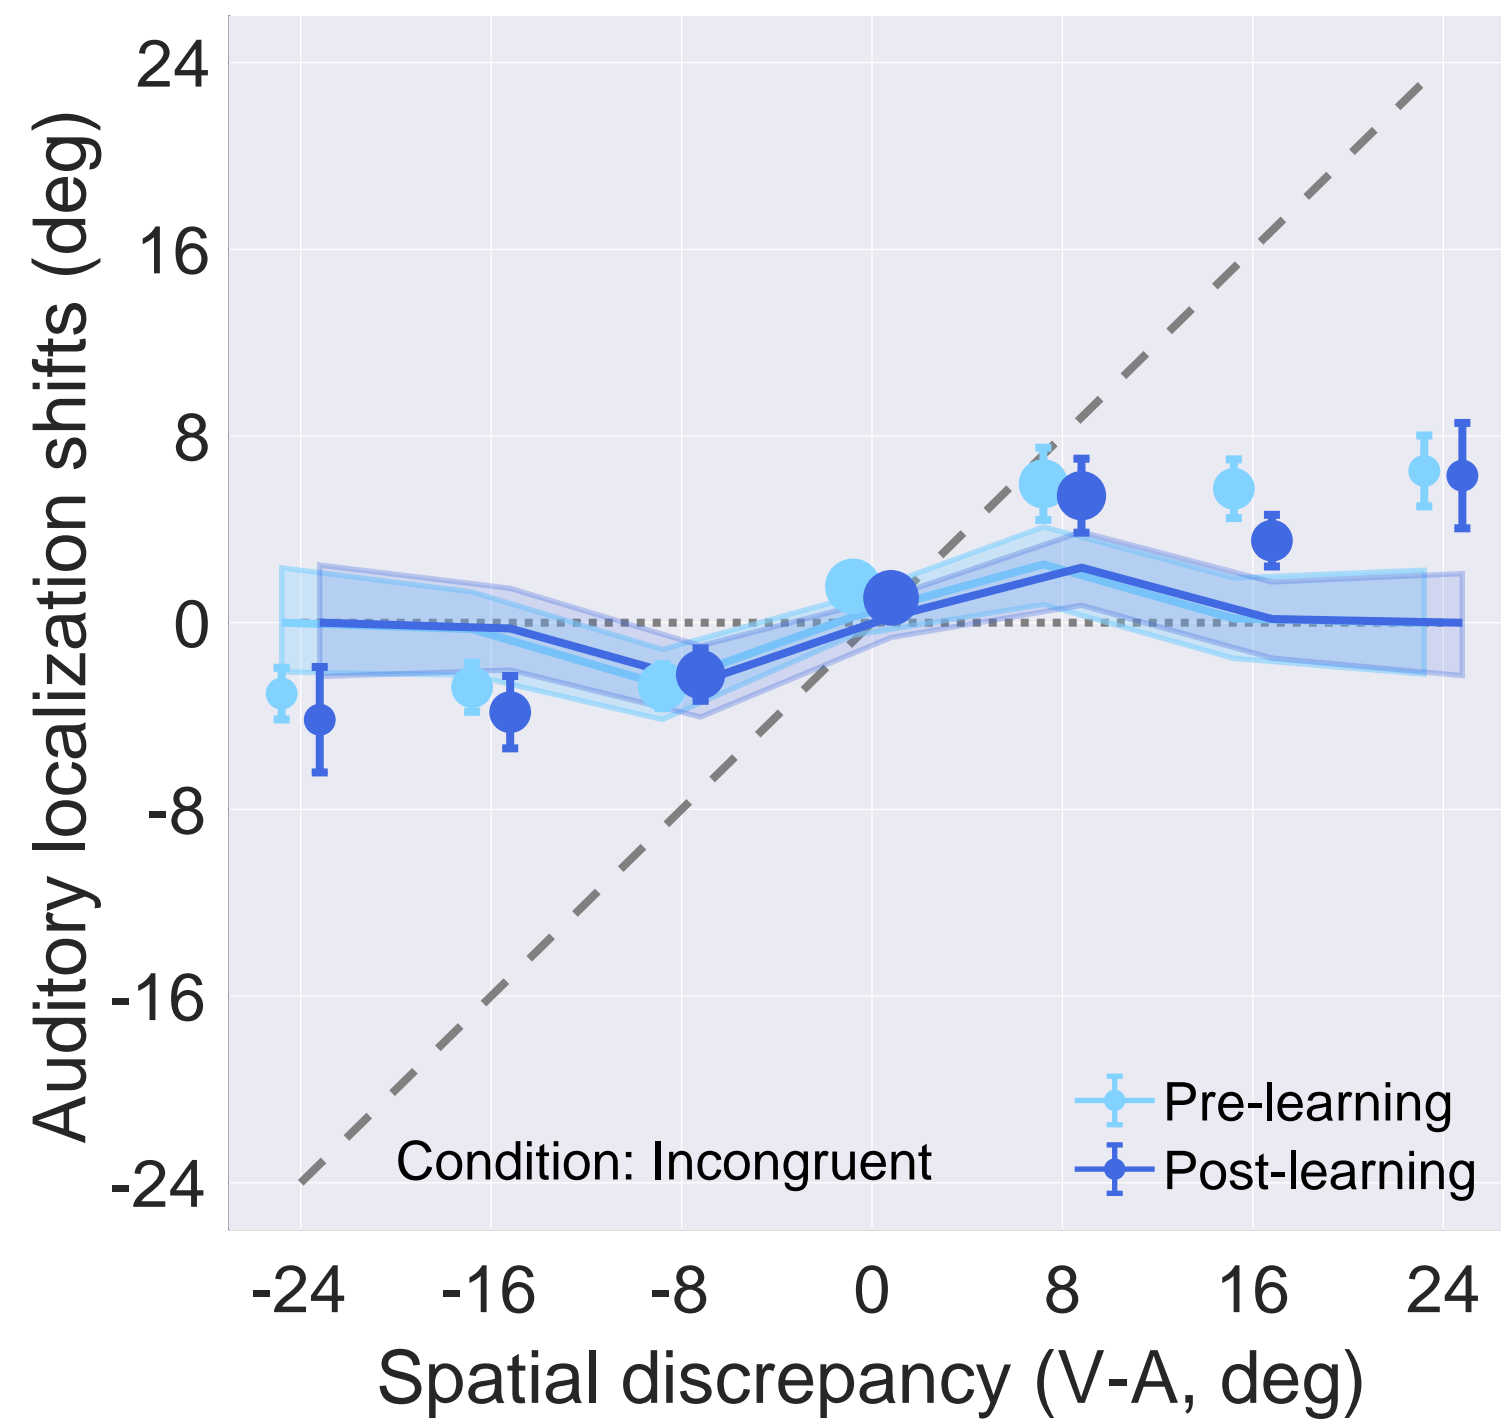 Auditory localization shifts (deg)
24
16
8
0
-8
-16
-24
Condition: Incongruent
Pre-learning
Post-learning
-24 -16 -8 0 8 16 24
Spatial discrepancy (V-A, deg)